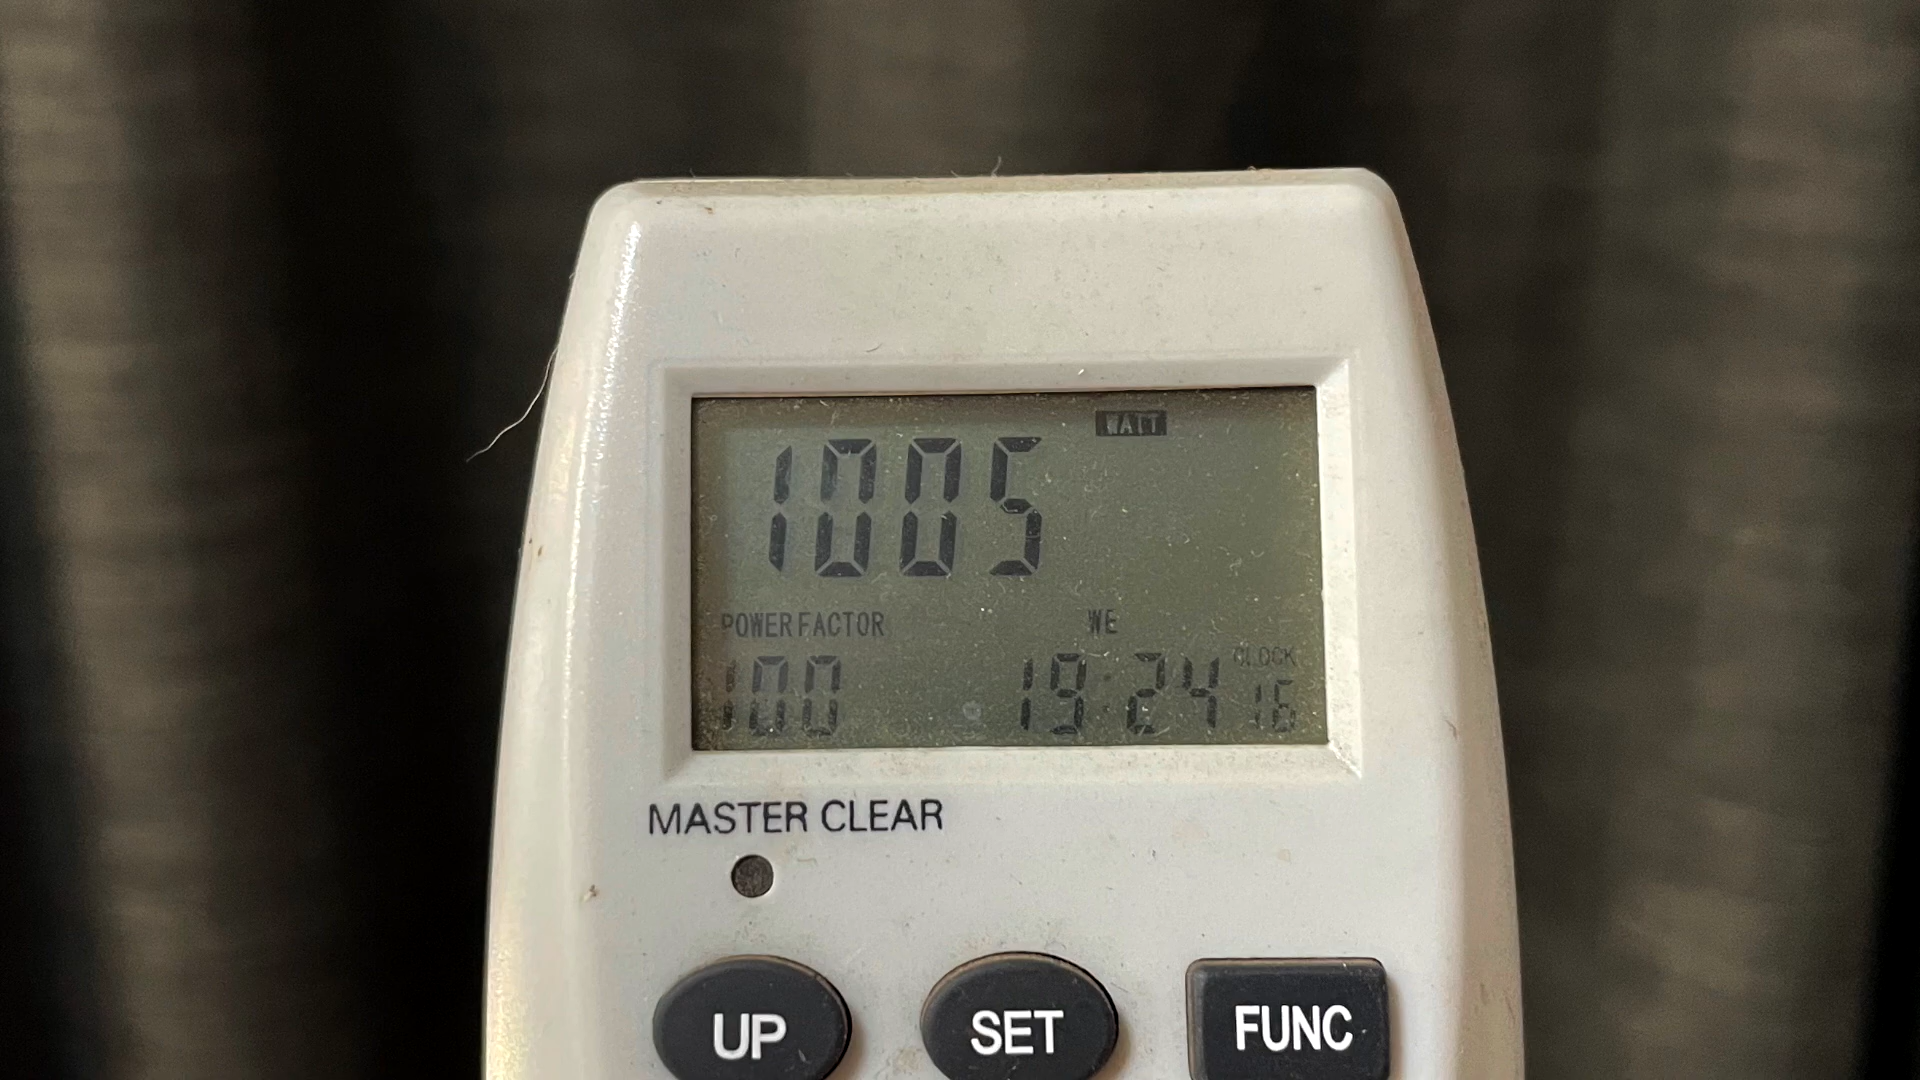 WATT
1005
POWER FACTOR WE
CLOCK
100 19:24 16
MASTER CLEAR
UP SET FUNC